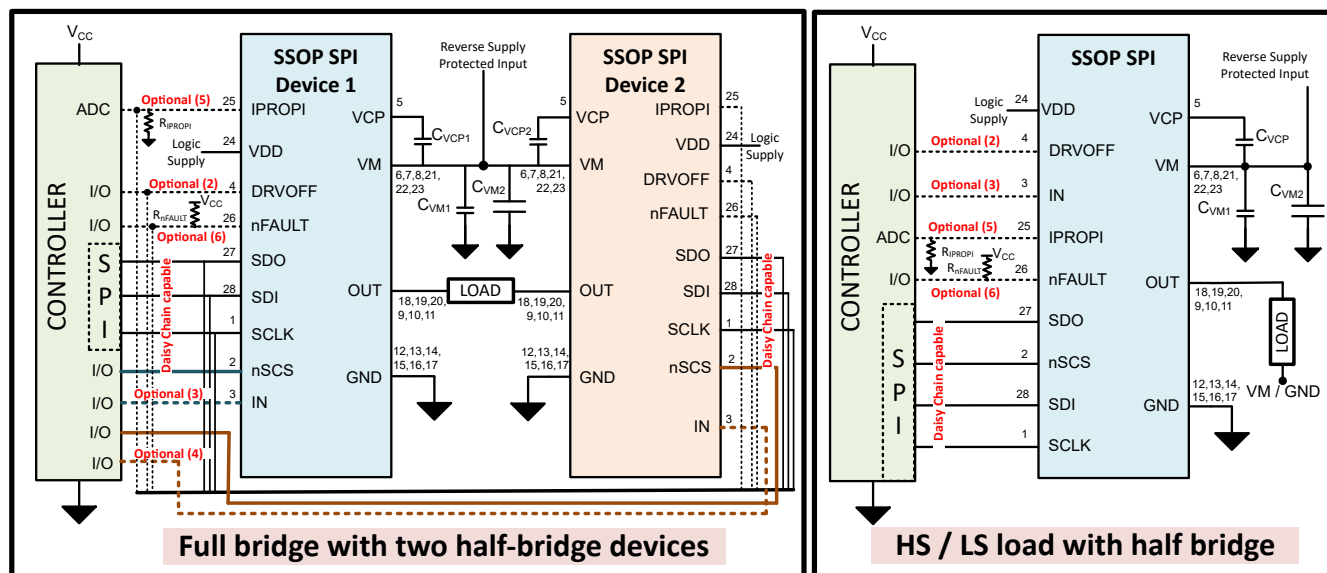 VCC
CONTROLLER
ADC
I/O
I/O
SPI
I/O
I/O
I/O
I/O
Optional (5)
RIPROPI
Logic
Supply
Optional (2)
RnFAULT
VCC
Optional (6)
Daisy Chain capable
Optional (3)
Optional (4)
25
24
4
26
27
28
1
2
3
SSOP SPI
Device 1
IPROPI
VDD
DRVOFF
nFAULT
SDO
SDI
SCLK
nSCS
IN
VCP
VM
OUT
GND
5
CVCP1
6,7,8,21,
22,23
Reverse Supply
Protected Input
CVM1
CVM2
CVCP2
5
6,7,8,21,
22,23
18,19,20,
9,10,11
LOAD
18,19,20,
9,10,11
12,13,14,
15,16,17
12,13,14,
15,16,17
SSOP SPI
Device 2
VCP
VM
OUT
GND
IPROPI
VDD
DRVOFF
nFAULT
SDO
SDI
SCLK
nSCS
IN
25
24
Logic
Supply
4
26
27
28
1
2
3
Daisy Chain capable
Full bridge with two half-bridge devices
VCC
CONTROLLER
I/O
I/O
ADC
I/O
SPI
Logic
Supply
24
Optional (2)
4
Optional (3)
3
Optional (5)
25
RIPROPI
RnFAULT
VCC
26
Optional (6)
27
2
28
1
Daisy Chain capable
SSOP SPI
VDD
DRVOFF
IN
IPROPI
nFAULT
SDO
nSCS
SDI
SCLK
VCP
VM
OUT
GND
Reverse Supply
Protected Input
5
CVCP
6,7,8,21,
22,23
CVM1
CVM2
18,19,20,
9,10,11
LOAD
VM / GND
12,13,14,
15,16,17
HS / LS load with half bridge